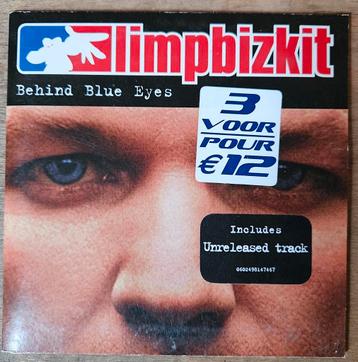 limpbizkit
Behind Blue Eyes
3
VOOR
POUR
€12
Includes
Unreleased track
0602498147467